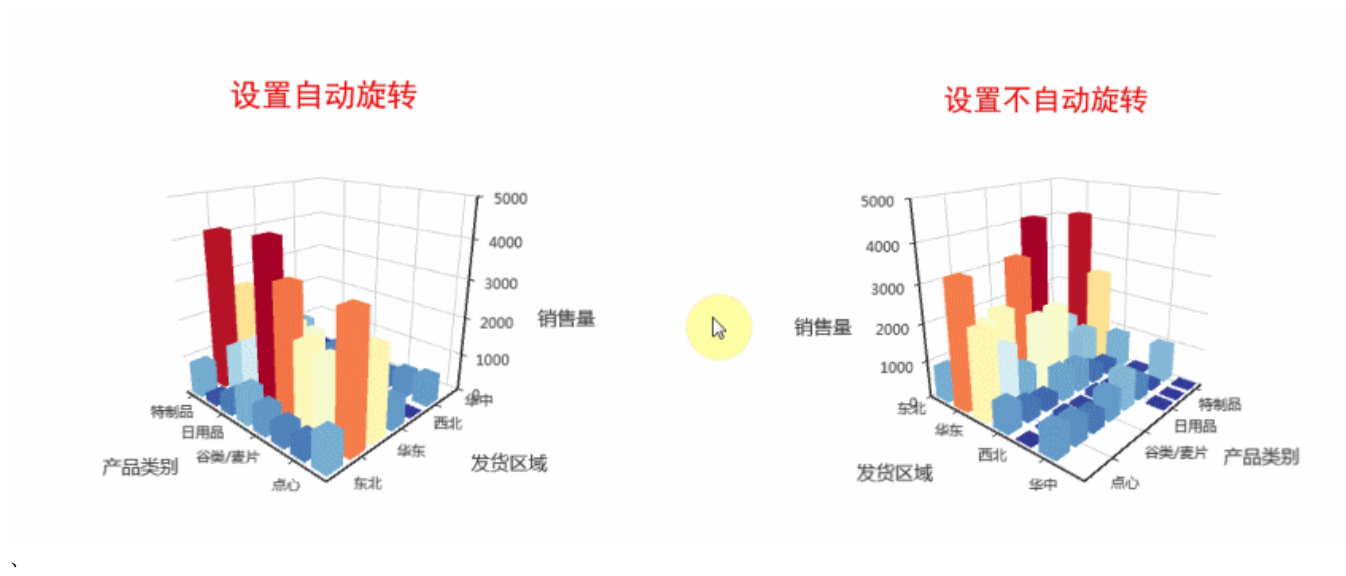 设置自动旋转
设置不自动旋转
5000
4000
3000
2000
1000
0
销售量
特制品
日用品
谷类/麦片
点心
产品类别
东北
华东
西北
华中
发货区域
5000
4000
3000
2000
1000
0
销售量
东北
华东
西北
华中
发货区域
点心
谷类/麦片
日用品
特制品
产品类别
、